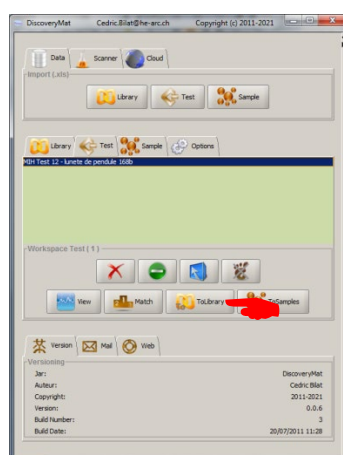 DiscoveryMat Cedric.Bilat@he-arc.ch Copyright (c) 2011-2021
Data Scanner Cloud
Import (.xls)
Library Test Sample
Library Test Sample Options
MIH Test 12 - lunete de pendule 168b
Workspace Test ( 1 )
View Match ToLibrary ToSamples
Version Mail Web
Versioning
Jar: DiscoveryMat
Auteur: Cedric Bilat
Copyright: 2011-2021
Version: 0.0.6
Build Number: 3
Build Date: 20/07/2011 11:28